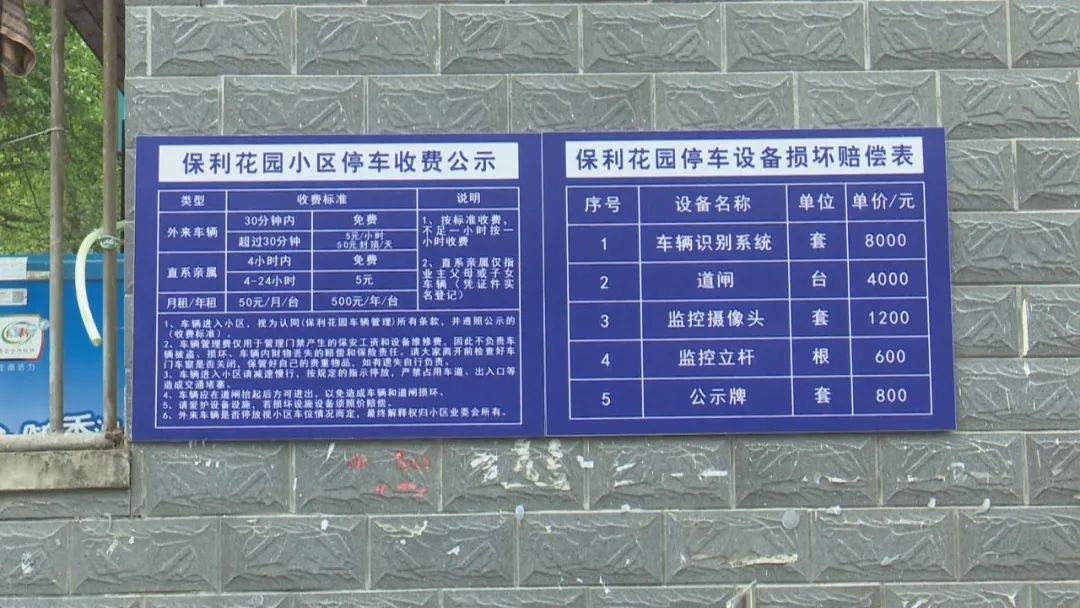 保利花园小区停车收费公示
类型 收费标准 说明
外来车辆 30分钟内 免费
超过30分钟 5元/小时
50元封顶/天
1、按标准收费，
不足一小时按一
小时收费
直系亲属 4小时内 免费
4-24小时 5元
2、直系亲属仅指
业主父母或子女
车辆（凭证件实
名登记）
月租/年租 50元/月/台 500元/年/台
1、车辆进入小区，视为认同(保利花园车辆管理)所有条款，并遵照公示的
（收费标准）。
2、车辆管理费仅用于管理门禁产生的保安工资和设备维修费，因此不负责车
辆被盗、损坏、车辆内财物丢失的赔偿和保险责任。请大家离开前检查好车
门车窗是否关闭，保管好自己的贵重物品，如有遗失自行负责。
3、车辆进入小区请减速慢行，按规定的指示停放，严禁占用车道、出入口等
造成交通堵塞。
4、车辆应在道闸抬起后方可进出，以免造成车辆和道闸损坏。
5、请爱护设备设施，若损坏设施设备须照价赔偿。
6、外来车辆是否停放视小区车位情况而定，最终解释权归小区业委会所有。
保利花园停车设备损坏赔偿表
序号 设备名称 单位 单价/元
1 车辆识别系统 套 8000
2 道闸 台 4000
3 监控摄像头 套 1200
4 监控立杆 根 600
5 公示牌 套 800